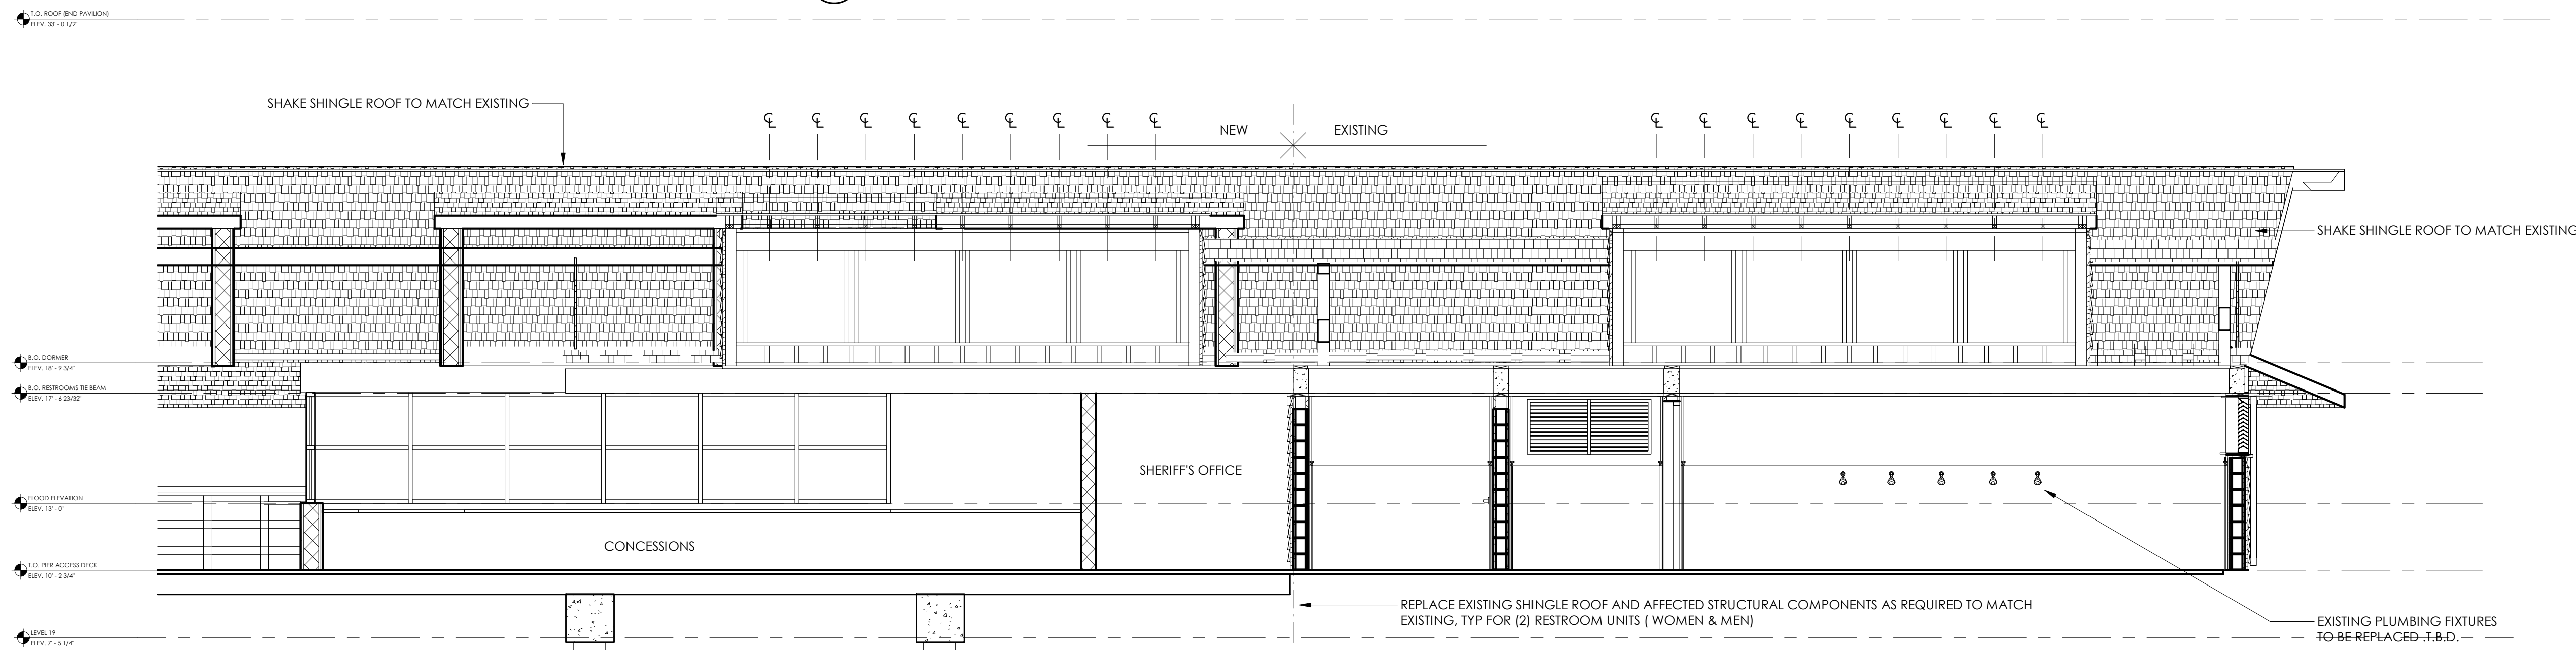 T.O. ROOF (END PAVILION)
ELEV. 33' - 0 1/2"
SHAKE SHINGLE ROOF TO MATCH EXISTING
℄ ℄ ℄ ℄ ℄ ℄ ℄ ℄ ℄
NEW
EXISTING
℄ ℄ ℄ ℄ ℄ ℄ ℄ ℄ ℄
SHAKE SHINGLE ROOF TO MATCH EXISTING
B.O. DORMER
ELEV. 18' - 9 3/4"
B.O. RESTROOMS TIE BEAM
ELEV. 17' - 6 23/32"
SHERIFF'S OFFICE
FLOOD ELEVATION
ELEV. 13' - 0"
CONCESSIONS
T.O. PIER ACCESS DECK
ELEV. 10' - 2 3/4"
REPLACE EXISTING SHINGLE ROOF AND AFFECTED STRUCTURAL COMPONENTS AS REQUIRED TO MATCH
EXISTING, TYP FOR (2) RESTROOM UNITS ( WOMEN & MEN)
EXISTING PLUMBING FIXTURES
TO BE REPLACED .T.B.D.
LEVEL 19
ELEV. 7' - 5 1/4"